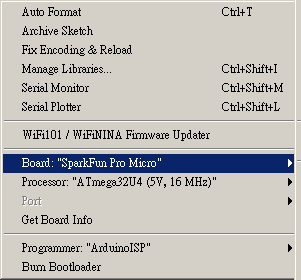 Auto Format Ctrl+T
Archive Sketch
Fix Encoding & Reload
Manage Libraries... Ctrl+Shift+I
Serial Monitor Ctrl+Shift+M
Serial Plotter Ctrl+Shift+L
WiFi101 / WiFiNINA Firmware Updater
Board: "SparkFun Pro Micro"
Processor: "ATmega32U4 (5V, 16 MHz)"
Port
Get Board Info
Programmer: "ArduinoISP"
Burn Bootloader